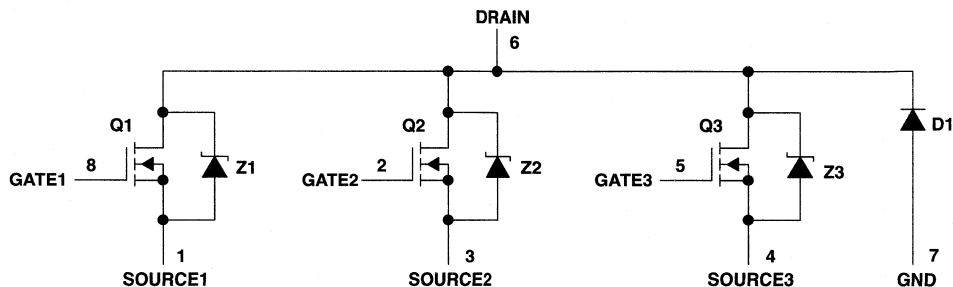 DRAIN
6
Q1
Q2
Q3
D1
8
2
5
GATE1
Z1
GATE2
Z2
GATE3
Z3
1
3
4
7
SOURCE1
SOURCE2
SOURCE3
GND